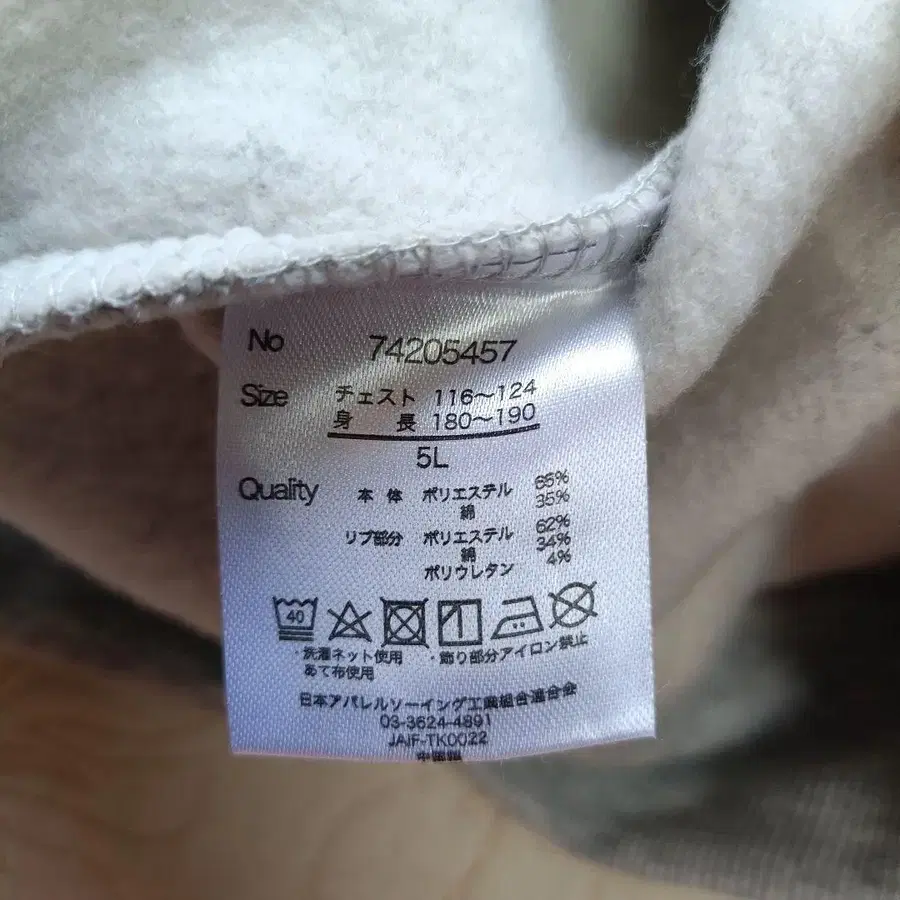 No 74205457
Size チェスト 116〜124
身長 180〜190
5L
Quality 本体 ポリエステル 65%
綿 35%
リブ部分 ポリエステル 62%
綿 34%
ポリウレタン 4%
40
・洗濯ネット使用 ・飾り部分アイロン禁止
あて布使用
日本アパレルソーイング工業組合連合会
03-3624-4891
JAIF-TK0022
中国製